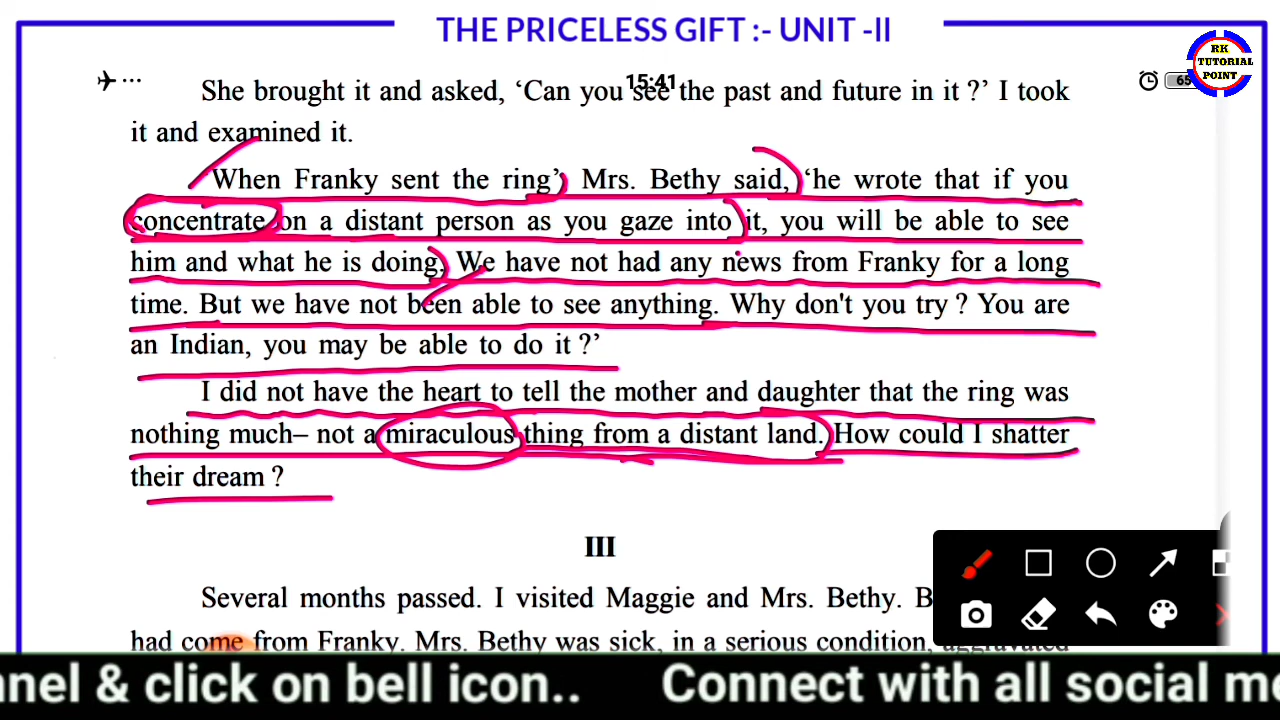 THE PRICELESS GIFT :- UNIT -II
RK
TUTORIAL
POINT
15:41
65
She brought it and asked, ‘Can you see the past and future in it ?’ I took
it and examined it.
When Franky sent the ring’, Mrs. Bethy said, ‘he wrote that if you
concentrate on a distant person as you gaze into it, you will be able to see
him and what he is doing. We have not had any news from Franky for a long
time. But we have not been able to see anything. Why don't you try ? You are
an Indian, you may be able to do it ?’
I did not have the heart to tell the mother and daughter that the ring was
nothing much– not a miraculous thing from a distant land. How could I shatter
their dream ?
III
Several months passed. I visited Maggie and Mrs. Bethy. B
had come from Franky. Mrs. Bethy was sick, in a serious condition, aggravated
nnel & click on bell icon.. Connect with all social me